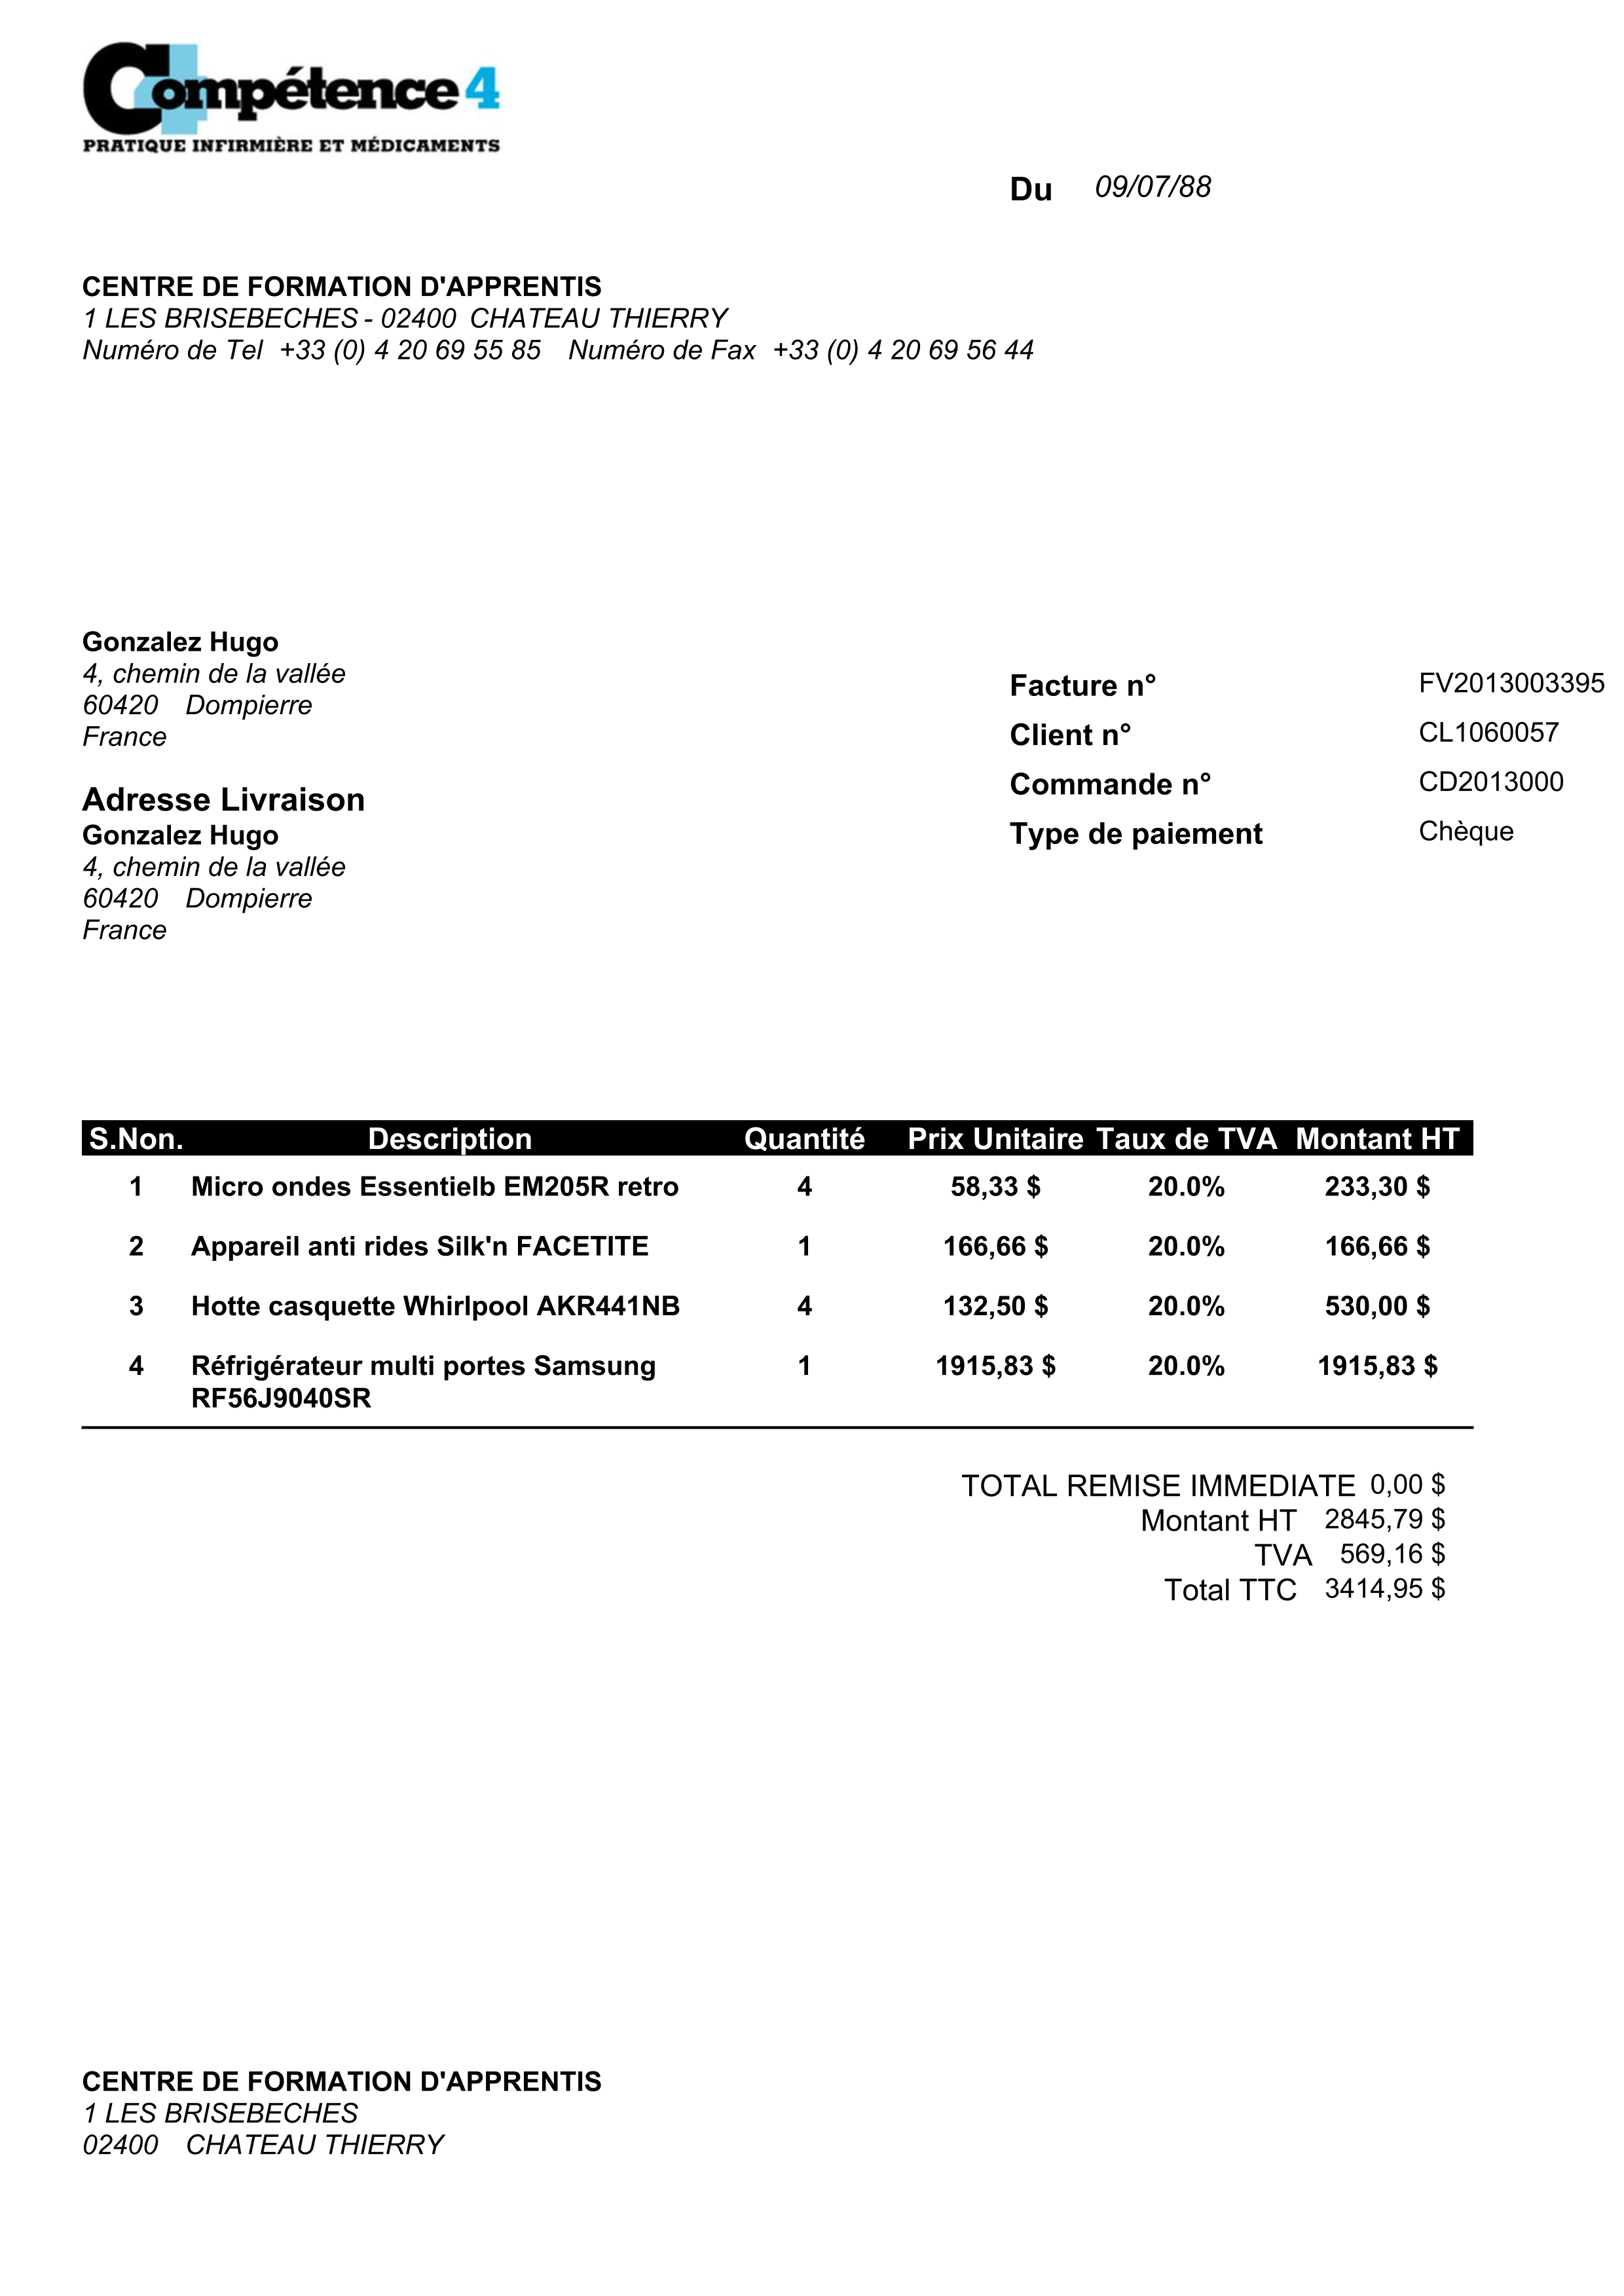 Compétence 4
PRATIQUE INFIRMIÈRE ET MÉDICAMENTS
Du 09/07/88
CENTRE DE FORMATION D'APPRENTIS
1 LES BRISEBECHES - 02400 CHATEAU THIERRY
Numéro de Tel +33 (0) 4 20 69 55 85 Numéro de Fax +33 (0) 4 20 69 56 44
Gonzalez Hugo
4, chemin de la vallée
60420 Dompierre
France
Adresse Livraison
Gonzalez Hugo
4, chemin de la vallée
60420 Dompierre
France
Facture n° FV2013003395
Client n° CL1060057
Commande n° CD2013000
Type de paiement Chèque
S.Non. Description Quantité Prix Unitaire Taux de TVA Montant HT
1 Micro ondes Essentielb EM205R retro 4 58,33 $ 20.0% 233,30 $
2 Appareil anti rides Silk'n FACETITE 1 166,66 $ 20.0% 166,66 $
3 Hotte casquette Whirlpool AKR441NB 4 132,50 $ 20.0% 530,00 $
4 Réfrigérateur multi portes Samsung 1 1915,83 $ 20.0% 1915,83 $
RF56J9040SR
TOTAL REMISE IMMEDIATE 0,00 $
Montant HT 2845,79 $
TVA 569,16 $
Total TTC 3414,95 $
CENTRE DE FORMATION D'APPRENTIS
1 LES BRISEBECHES
02400 CHATEAU THIERRY